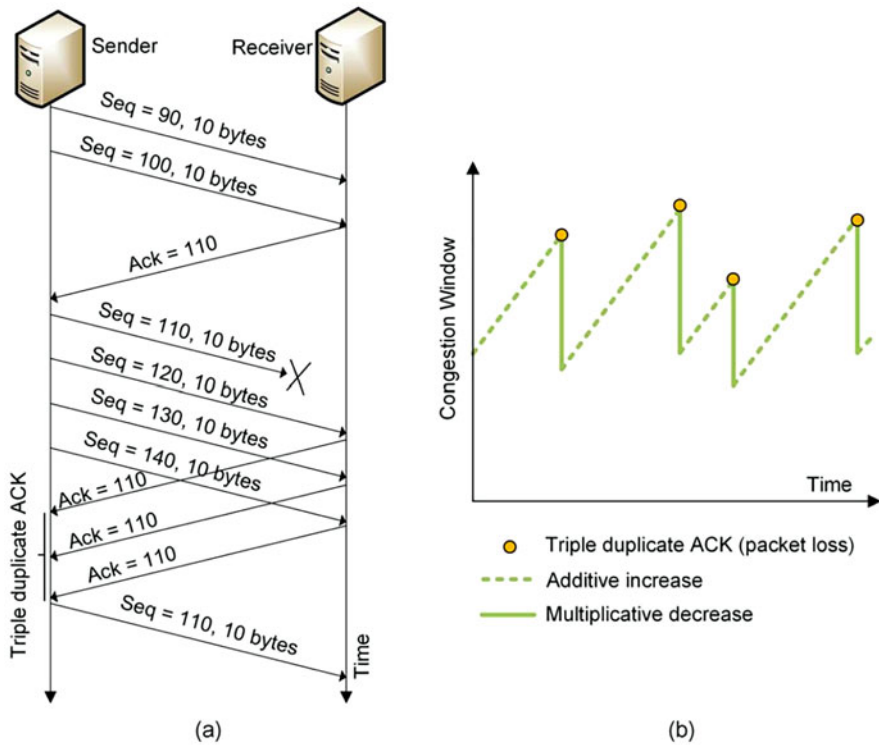 Sender
Receiver
Seq = 90, 10 bytes
Seq = 100, 10 bytes
Ack = 110
Seq = 110, 10 bytes
Seq = 120, 10 bytes
Seq = 130, 10 bytes
Seq = 140, 10 bytes
Ack = 110
Ack = 110
Ack = 110
Seq = 110, 10 bytes
Triple duplicate ACK
Time
(a)
Congestion Window
Time
Triple duplicate ACK (packet loss)
Additive increase
Multiplicative decrease
(b)